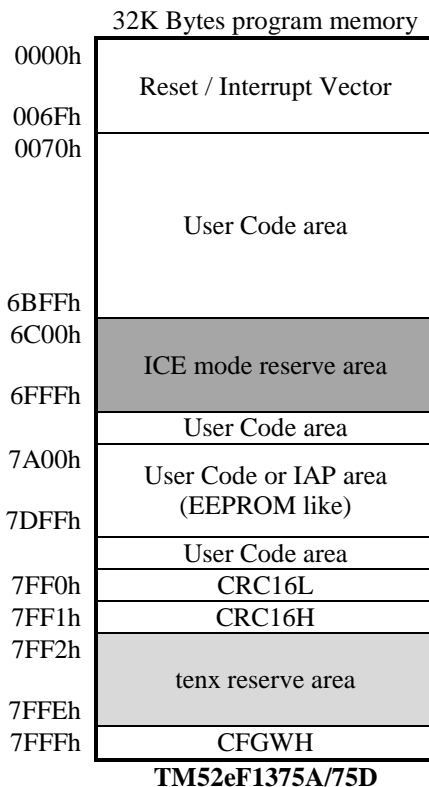 32K Bytes program memory
0000h
Reset / Interrupt Vector
006Fh
0070h
User Code area
6BFFh
6C00h
ICE mode reserve area
6FFFh
User Code area
7A00h
User Code or IAP area
(EEPROM like)
7DFFh
User Code area
7FF0h CRC16L
7FF1h CRC16H
7FF2h
tenx reserve area
7FFEh
7FFFh CFGWH
TM52eF1375A/75D